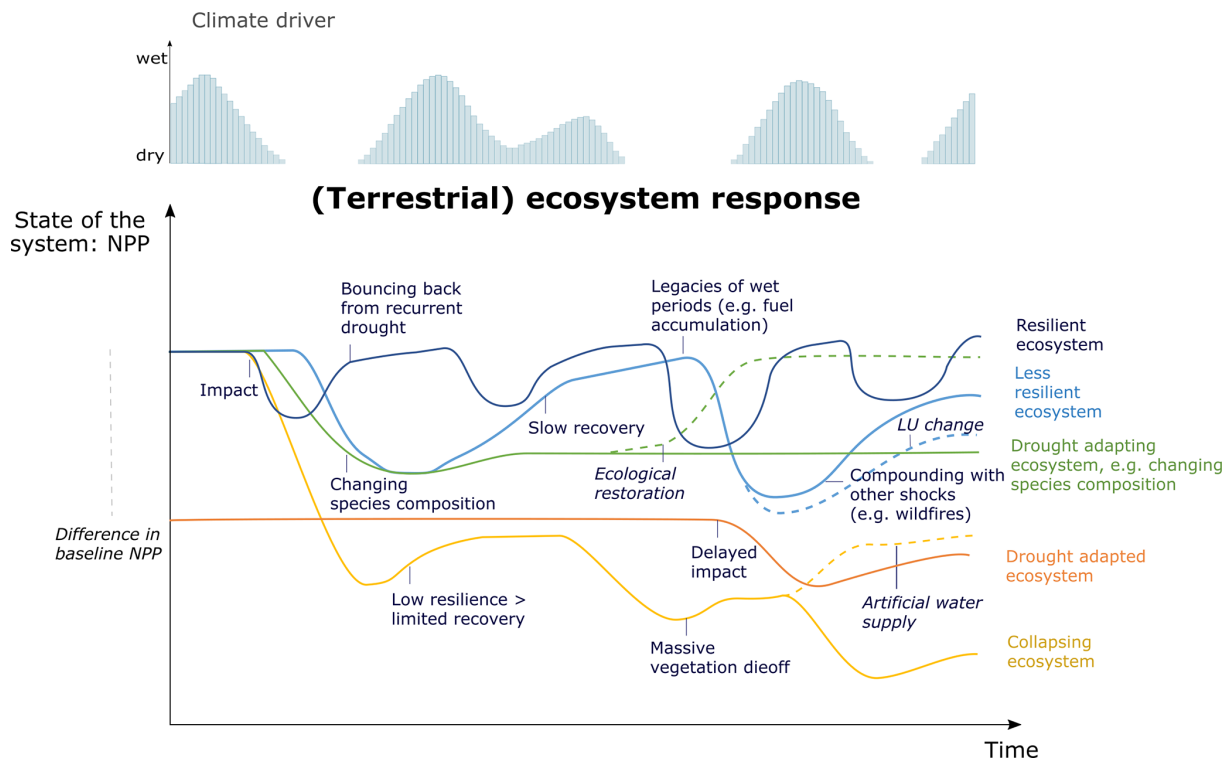 Climate driver
wet
dry
(Terrestrial) ecosystem response
State of the
system: NPP
Bouncing back
from recurrent
drought
Legacies of wet
periods (e.g. fuel
accumulation)
Resilient
ecosystem
Impact
Less
resilient
ecosystem
Slow recovery
LU change
Changing
species composition
Ecological
restoration
Compounding with
other shocks
(e.g. wildfires)
Drought adapting
ecosystem, e.g. changing
species composition
Difference in
baseline NPP
Delayed
impact
Drought adapted
ecosystem
Low resilience >
limited recovery
Artificial water
supply
Massive
vegetation dieoff
Collapsing
ecosystem
Time